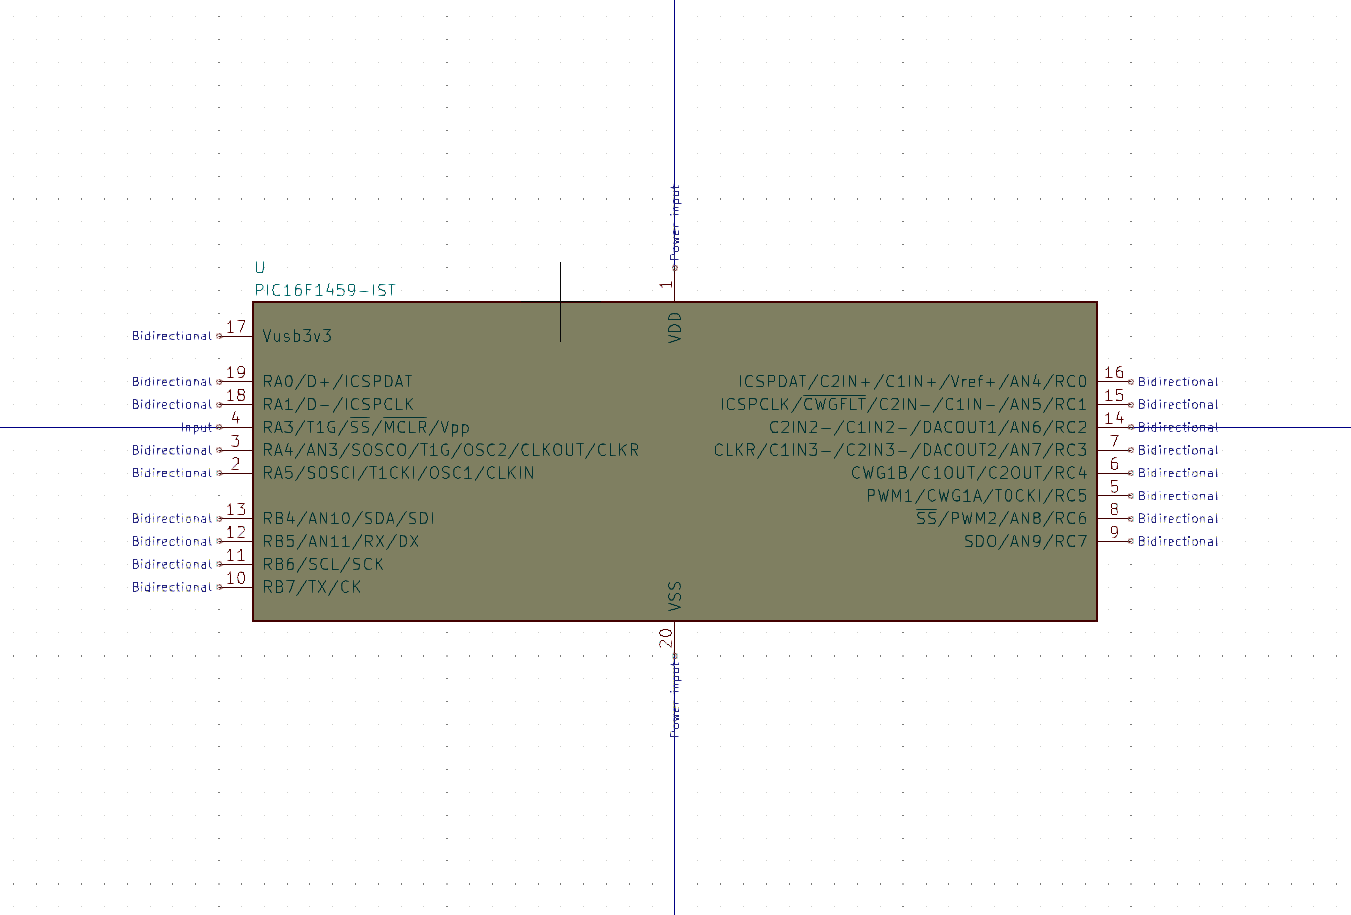 Power input
U
PIC16F1459-IST
1
VDD
Bidirectional 17 Vusb3v3
Bidirectional 19 RA0/D+/ICSPDAT ICSPDAT/C2IN+/C1IN+/Vref+/AN4/RC0 16 Bidirectional
Bidirectional 18 RA1/D-/ICSPCLK ICSPCLK/CWGFLT/C2IN-/C1IN-/AN5/RC1 15 Bidirectional
Input 4 RA3/T1G/SS/MCLR/Vpp C2IN2-/C1IN2-/DACOUT1/AN6/RC2 14 Bidirectional
Bidirectional 3 RA4/AN3/SOSCO/T1G/OSC2/CLKOUT/CLKR CLKR/C1IN3-/C2IN3-/DACOUT2/AN7/RC3 7 Bidirectional
Bidirectional 2 RA5/SOSCI/T1CKI/OSC1/CLKIN CWG1B/C1OUT/C2OUT/RC4 6 Bidirectional
PWM1/CWG1A/T0CKI/RC5 5 Bidirectional
Bidirectional 13 RB4/AN10/SDA/SDI SS/PWM2/AN8/RC6 8 Bidirectional
Bidirectional 12 RB5/AN11/RX/DX SDO/AN9/RC7 9 Bidirectional
Bidirectional 11 RB6/SCL/SCK
Bidirectional 10 RB7/TX/CK
VSS
20
Power input